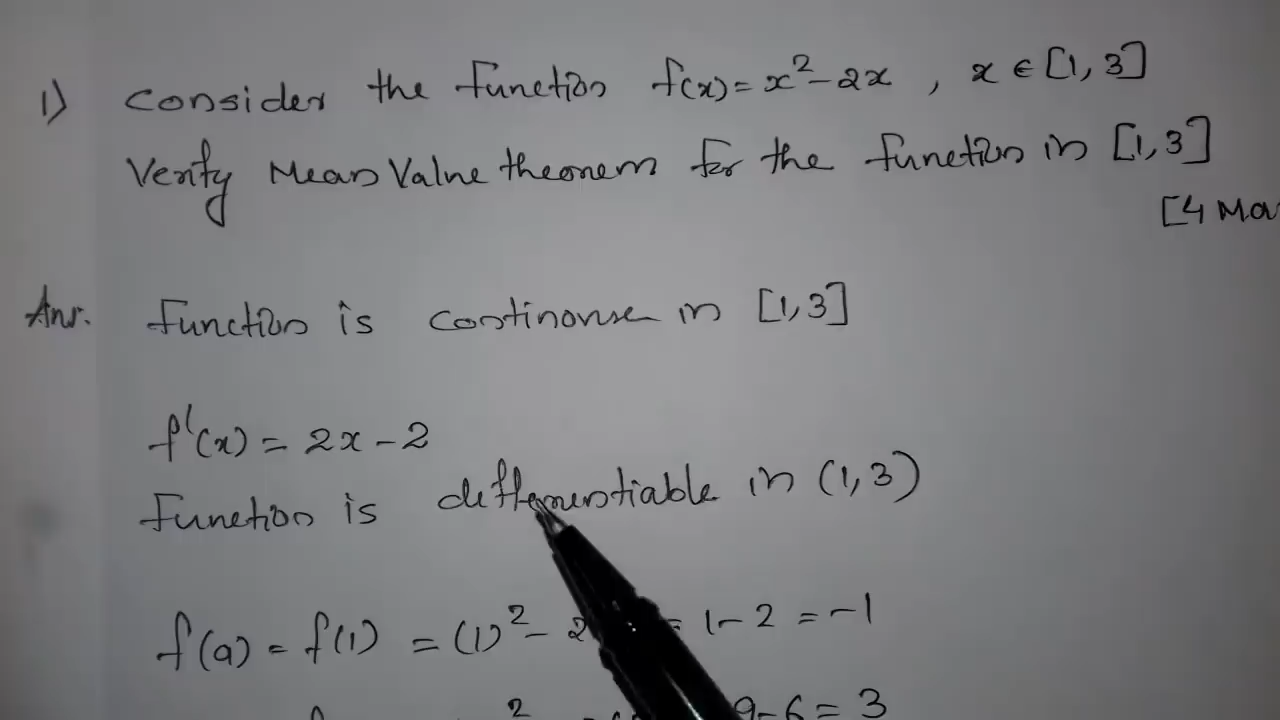 1) Consider the function f(x) = x² - 2x , x ∈ [1, 3]
Verify Mean Value theorem for the function in [1, 3]
[4 Ma
Ans. Function is continouse in [1, 3]
f'(x) = 2x - 2
Function is differentiable in (1, 3)
f(a) = f(1) = (1)² - 2 = 1 - 2 = -1
2 9 - 6 = 3